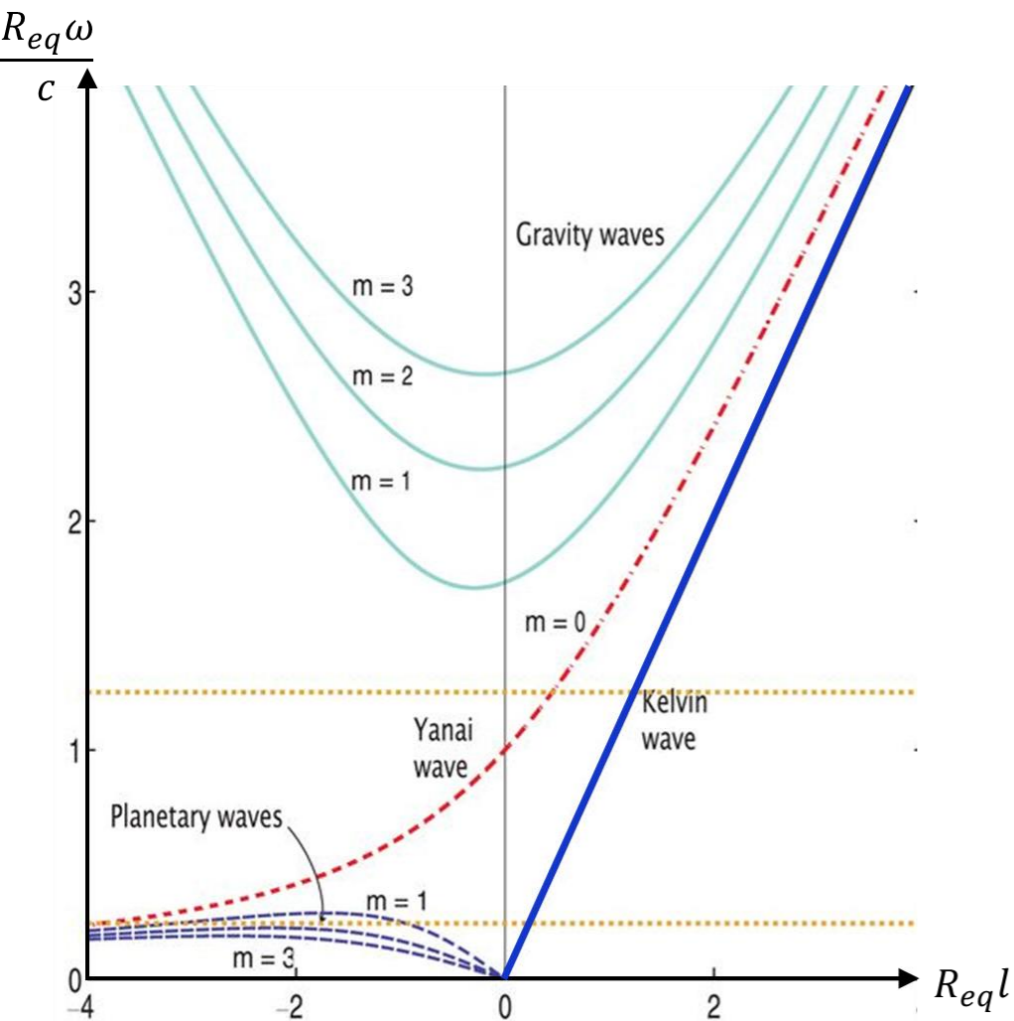 R_eq ω
c
Gravity waves
3
m = 3
m = 2
m = 1
2
m = 0
Kelvin
wave
Yanai
wave
1
Planetary waves
m = 1
m = 3
0
-4
-2
0
2
R_eq l